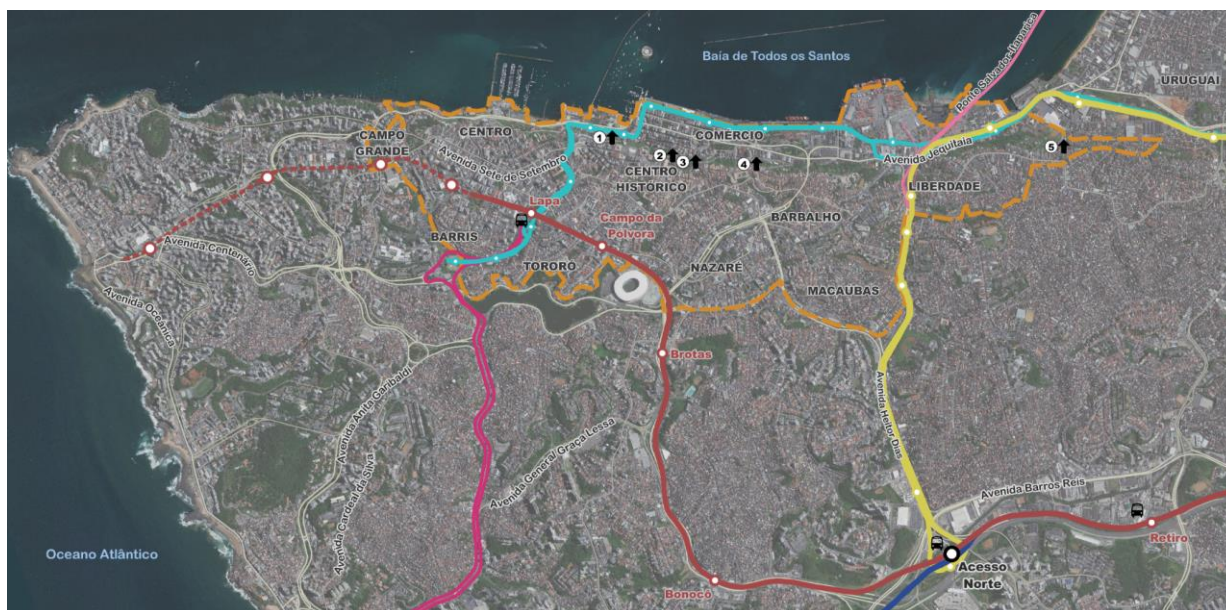 Baía de Todos os Santos
Ponte Salvador-Itaparica
URUGUAI
CAMPO
GRANDE
CENTRO
Avenida Sete de Setembro
COMÉRCIO
1
2
3
4
5
CENTRO
HISTÓRICO
Avenida Jequitaia
LIBERDADE
Lapa
Campo da
Polvora
BARBALHO
BARRIS
TORORÓ
NAZARÉ
MACAUBAS
Avenida Centenário
Avenida Oceânica
Brotas
Avenida Anita Garibaldi
Avenida Cardeal da Silva
Avenida General Graça Lessa
Avenida Heitor Dias
Avenida Barros Reis
Retiro
Acesso
Norte
Bonocô
Oceano Atlântico